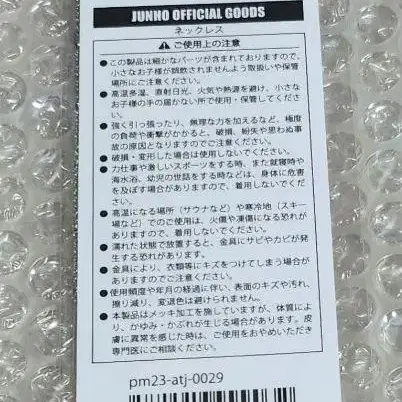 JUNHO OFFICIAL GOODS
ネックレス
⚠ ご使用上の注意
●この製品は細かなパーツが含まれておりますので、
小さなお子様が誤飲されませんよう取扱いや保管
場所にご注意ください。
●高温多湿、直射日光、火気や熱源を避け、小さな
お子様の手の届かない所で使用・保管してくださ
い。
●強く引っ張ったり、無理な力を加えるなど、極度
の負荷や衝撃がかかると、破損、紛失や思わぬ事
故の原因となりますのでご注意ください。
●破損・変形した場合は使用しないでください。
●力仕事や激しいスポーツをする時、また就寝時や
海水浴、幼児の世話をする時などは、身体に危害
を及ぼす場合がありますので、着用しないでくだ
さい。
●高温になる場所（サウナなど）や寒冷地（スキー
場など）でのご使用は、火傷や凍傷になる恐れが
ありますので、着用しないでください。
●濡れた状態で放置すると、金具にサビやカビが発
生する恐れがあります。
●金具により、衣類等にキズをつけてしまう場合が
ありますのでご注意ください。
●使用頻度や年月の経過に伴い、表面のキズや汚れ、
擦り減り、変退色は避けられません。
●本製品はメッキ加工を施していますが、体質によ
り、かゆみ・かぶれが生じる場合があります。皮
膚に異常を感じた時は、ご使用をおやめいただき
専門医にご相談ください。
pm23-atj-0029